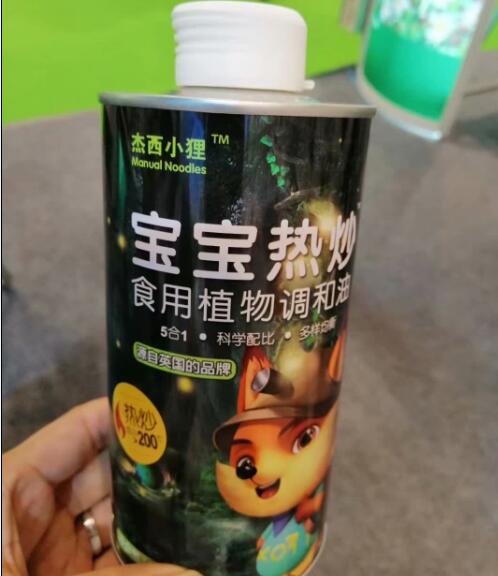 杰西小狸™
Manual Noodles
宝宝热炒
食用植物调和油
5合1 • 科学配比 • 多样均衡
源自英国的品牌
热炒
200